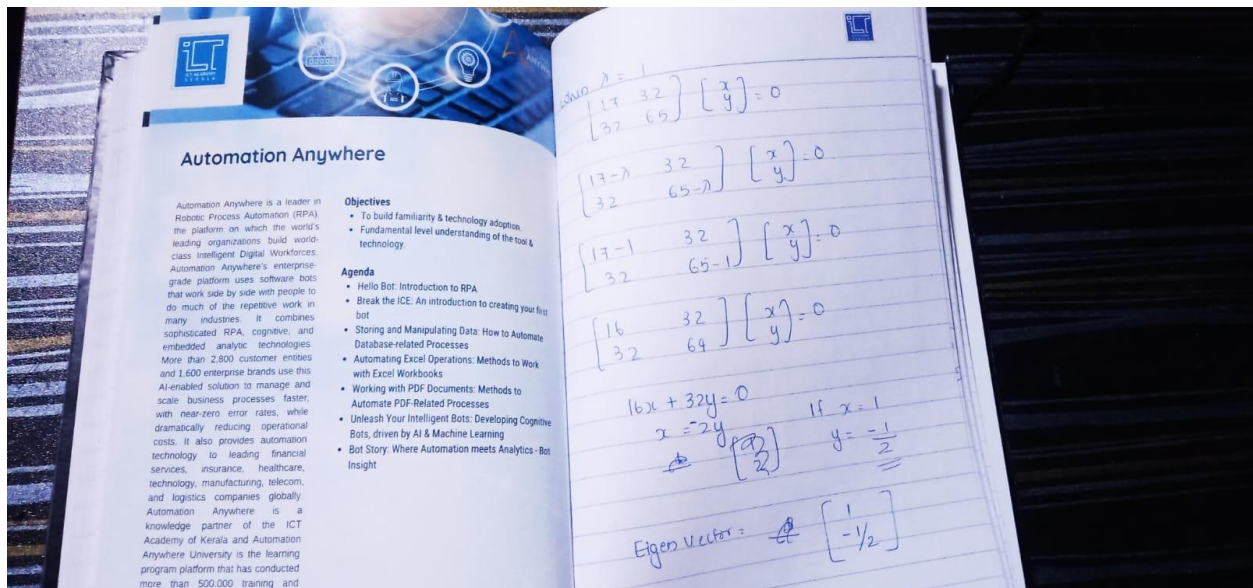 iCT
ICT ACADEMY
KERALA
Automation Anywhere
Automation Anywhere is a leader in
Robotic Process Automation (RPA),
the platform on which the world's
leading organizations build world-
class Intelligent Digital Workforces.
Automation Anywhere's enterprise-
grade platform uses software bots
that work side by side with people to
do much of the repetitive work in
many industries. It combines
sophisticated RPA, cognitive, and
embedded analytic technologies.
More than 2,800 customer entities
and 1,600 enterprise brands use this
AI-enabled solution to manage and
scale business processes faster,
with near-zero error rates, while
dramatically reducing operational
costs. It also provides automation
technology to leading financial
services, insurance, healthcare,
technology, manufacturing, telecom,
and logistics companies globally.
Automation Anywhere is a
knowledge partner of the ICT
Academy of Kerala and Automation
Anywhere University is the learning
program platform that has conducted
more than 500,000 training and
Objectives
• To build familiarity & technology adoption.
• Fundamental level understanding of the tool &
technology.
Agenda
• Hello Bot: Introduction to RPA
• Break the ICE: An introduction to creating your first
bot
• Storing and Manipulating Data: How to Automate
Database-related Processes
• Automating Excel Operations: Methods to Work
with Excel Workbooks
• Working with PDF Documents: Methods to
Automate PDF-Related Processes
• Unleash Your Intelligent Bots: Developing Cognitive
Bots, driven by AI & Machine Learning
• Bot Story: Where Automation meets Analytics - Bot
Insight
iCT
when λ = 1
[17 32] [x] = 0
[32 65] [y]
[17-λ 32] [x] = 0
[32 65-λ] [y]
[17-1 32] [x] = 0
[32 65-1] [y]
[16 32] [x] = 0
[32 64] [y]
16x + 32y = 0
x = -2y
If x = 1
y = -1/2
Eigen Vector = [1]
[-1/2]